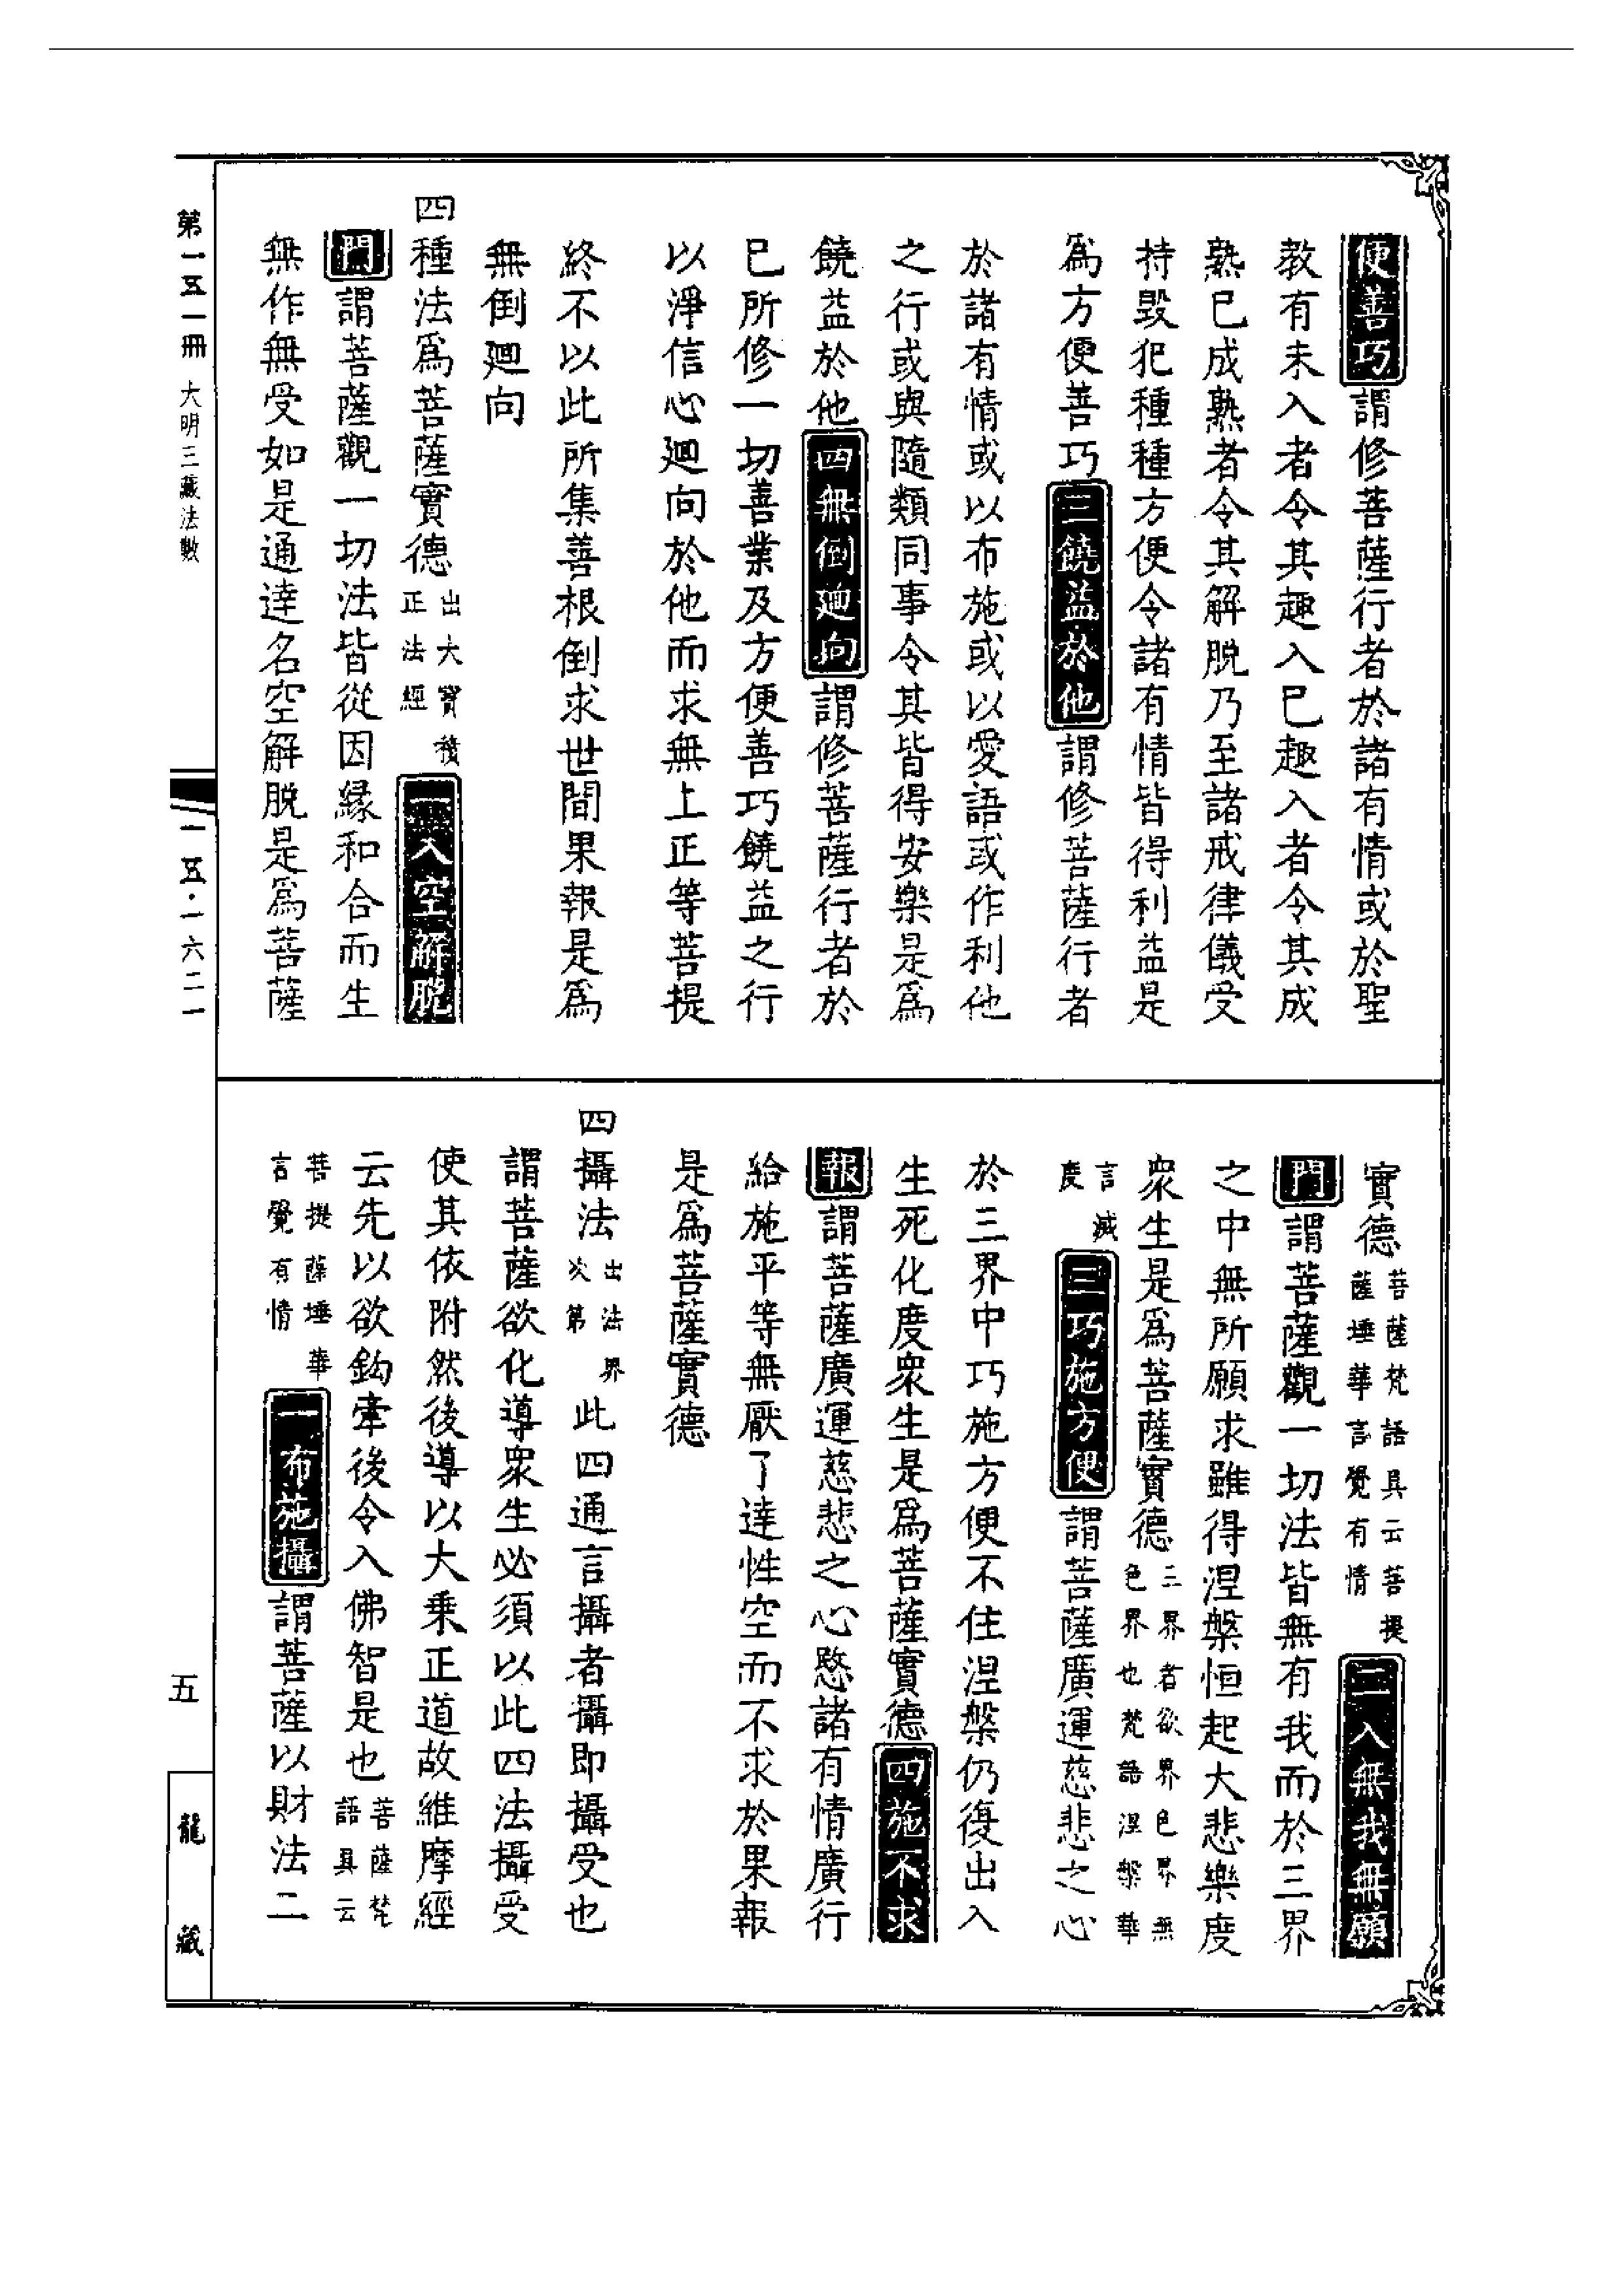 便善巧謂修菩薩行者於諸有情或於聖
教有未入者令其趣入已趣入者令其成
熟已成熟者令其解脫乃至諸戒律儀受
持毀犯種種方便令諸有情皆得利益是
為方便善巧三饒益於他謂修菩薩行者
於諸有情或以布施或以愛語或作利他
之行或與隨類同事令其皆得安樂是為
饒益於他四無倒迴向謂修菩薩行者於
已所修一切善業及方便善巧饒益之行
以淨信心迴向於他而求無上正等菩提
終不以此所集善根倒求世間果報是為
無倒迴向
四種法為菩薩實德出大寶積正法經一入空解脫
門謂菩薩觀一切法皆從因緣和合而生
無作無受如是通達名空解脫是為菩薩
實德菩薩梵語具云菩提薩埵華言覺有情二入無我無願
門謂菩薩觀一切法皆無有我而於三界
之中無所願求雖得涅槃恒起大悲樂度
眾生是為菩薩實德三界者欲界色界無色界也梵語涅槃華
言滅度三巧施方便謂菩薩廣運慈悲之心
於三界中巧施方便不住涅槃仍復出入
生死化度眾生是為菩薩實德四施不求
報謂菩薩廣運慈悲之心愍諸有情廣行
給施平等無厭了達性空而不求於果報
是為菩薩實德
四攝法出法界次第此四通言攝者攝即攝受也
謂菩薩欲化導眾生必須以此四法攝受
使其依附然後導以大乘正道故維摩經
云先以欲鈎牽後令入佛智是也菩薩梵語具云
菩提薩埵華言覺有情一布施攝謂菩薩以財法二
第一五一冊 大明三藏法數
一五·一六二一
五
龍藏